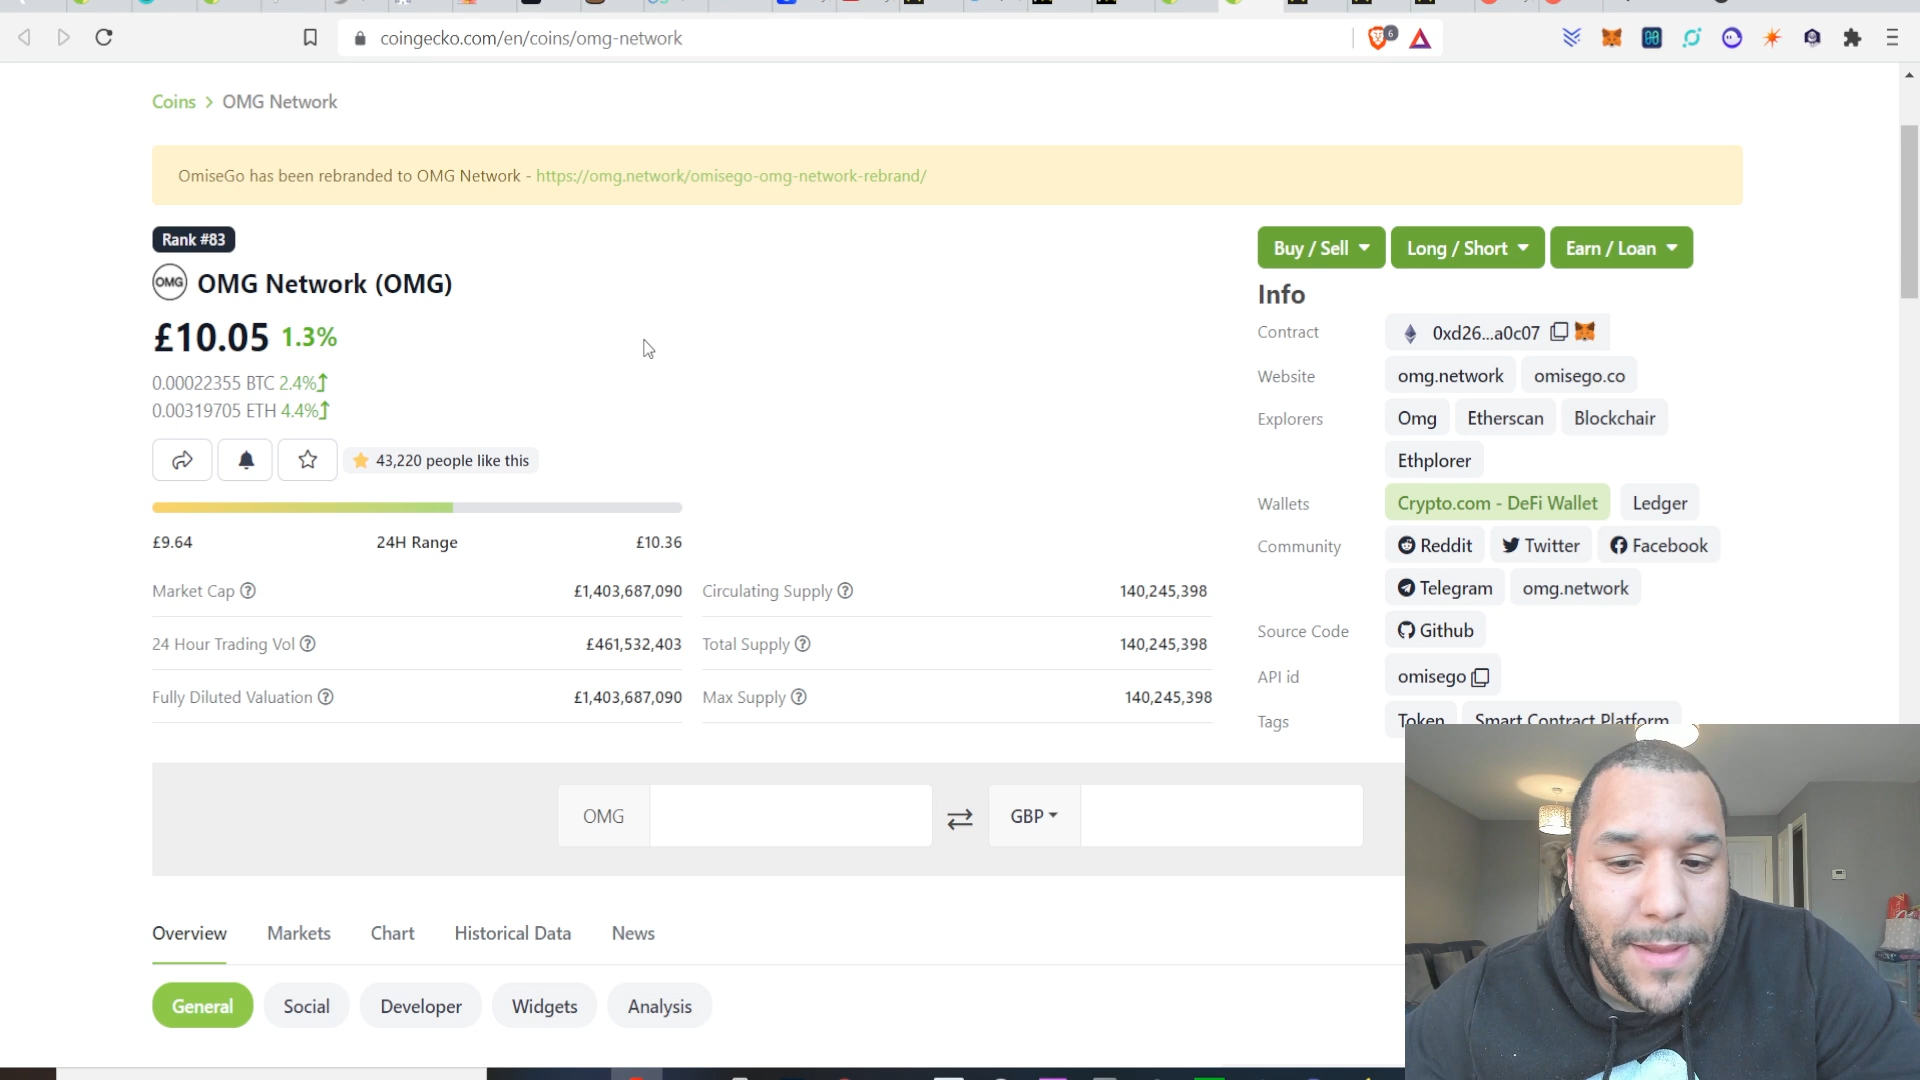 coingecko.com/en/coins/omg-network
6
Coins > OMG Network
OmiseGo has been rebranded to OMG Network - https://omg.network/omisego-omg-network-rebrand/
Rank #83
OMG OMG Network (OMG)
£10.05 1.3%
0.00022355 BTC 2.4%
0.00319705 ETH 4.4%
43,220 people like this
£9.64 24H Range £10.36
Market Cap £1,403,687,090
24 Hour Trading Vol £461,532,403
Fully Diluted Valuation £1,403,687,090
Circulating Supply 140,245,398
Total Supply 140,245,398
Max Supply 140,245,398
Buy / Sell Long / Short Earn / Loan
Info
Contract 0xd26...a0c07
Website omg.network omisego.co
Explorers Omg Etherscan Blockchair
Ethplorer
Wallets Crypto.com - DeFi Wallet Ledger
Community Reddit Twitter Facebook
Telegram omg.network
Source Code Github
API id omisego
Tags Token Smart Contract Platform
OMG GBP
Overview Markets Chart Historical Data News
General Social Developer Widgets Analysis